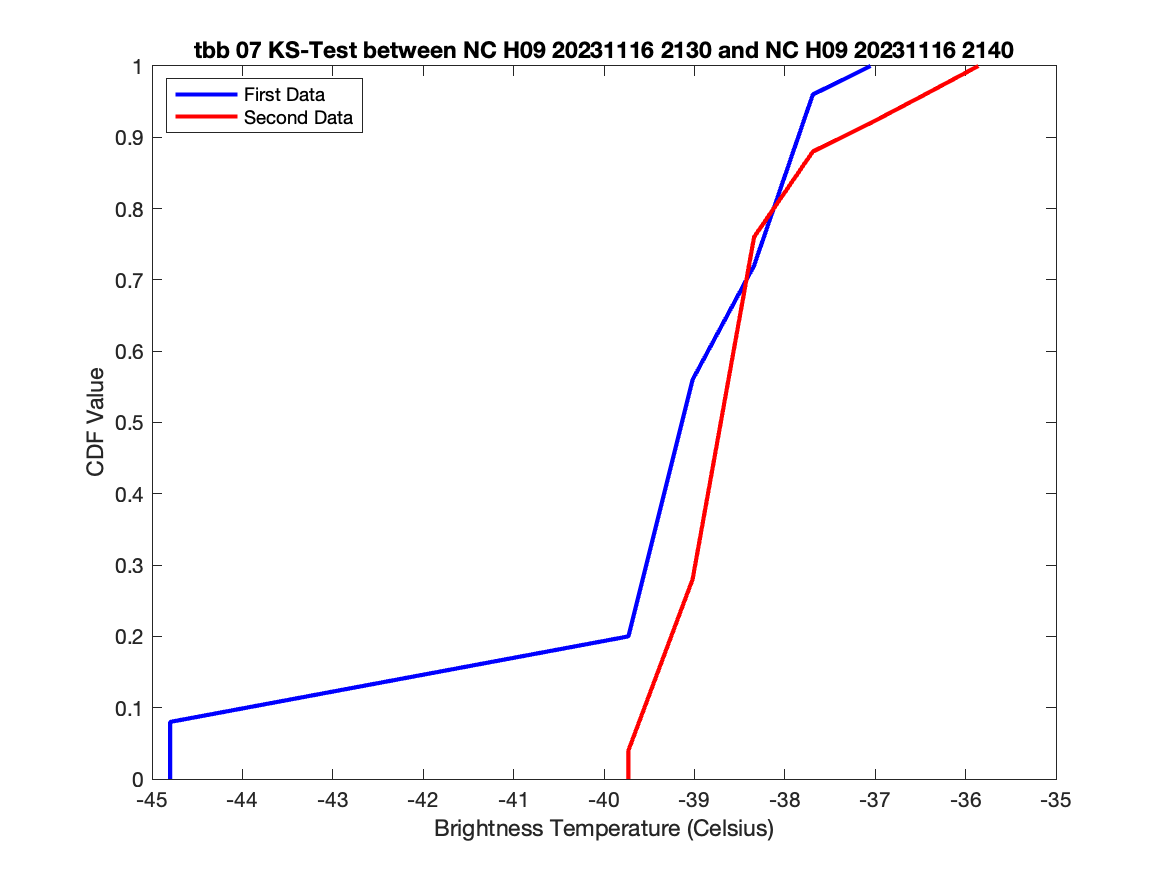 tbb 07 KS-Test between NC H09 20231116 2130 and NC H09 20231116 2140
First Data
Second Data
1
0.9
0.8
0.7
0.6
0.5
0.4
0.3
0.2
0.1
0
CDF Value
-45 -44 -43 -42 -41 -40 -39 -38 -37 -36 -35
Brightness Temperature (Celsius)